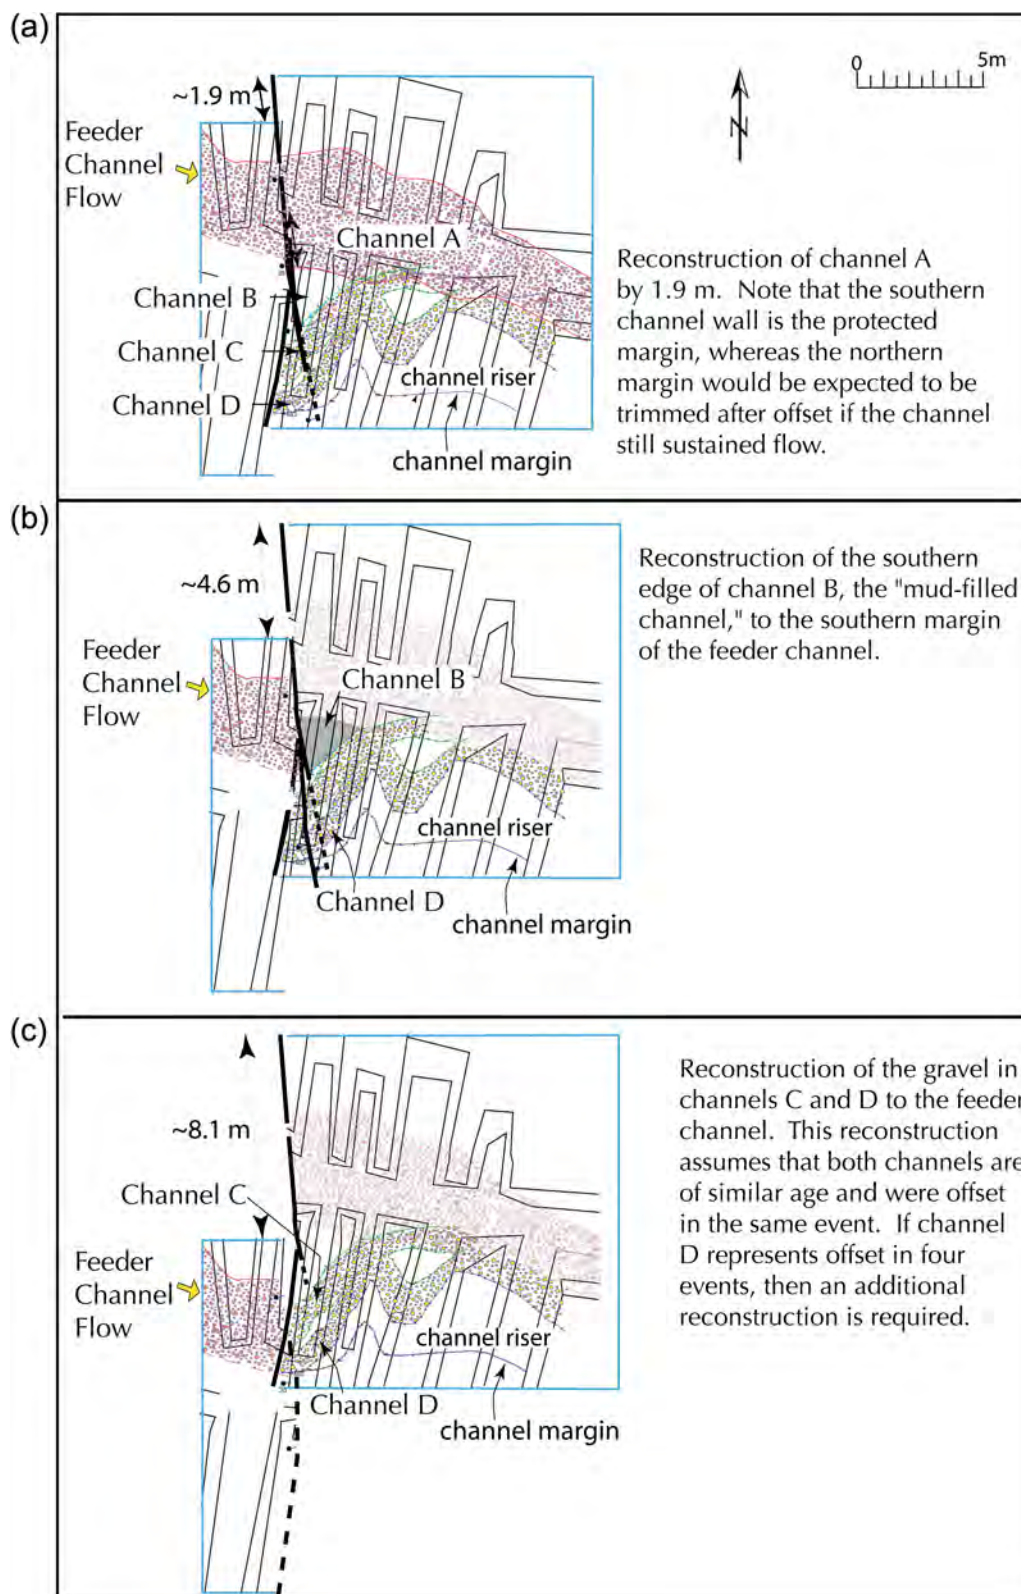 (a)
~1.9 m
Feeder
Channel
Flow
Channel A
Channel B
Channel C
Channel D
channel riser
channel margin
N
0
5m
Reconstruction of channel A
by 1.9 m. Note that the southern
channel wall is the protected
margin, whereas the northern
margin would be expected to be
trimmed after offset if the channel
still sustained flow.
(b)
~4.6 m
Feeder
Channel
Flow
Channel B
channel riser
Channel D
channel margin
Reconstruction of the southern
edge of channel B, the "mud-filled
channel," to the southern margin
of the feeder channel.
(c)
~8.1 m
Channel C
Feeder
Channel
Flow
channel riser
Channel D
channel margin
Reconstruction of the gravel in
channels C and D to the feeder
channel. This reconstruction
assumes that both channels are
of similar age and were offset
in the same event. If channel
D represents offset in four
events, then an additional
reconstruction is required.